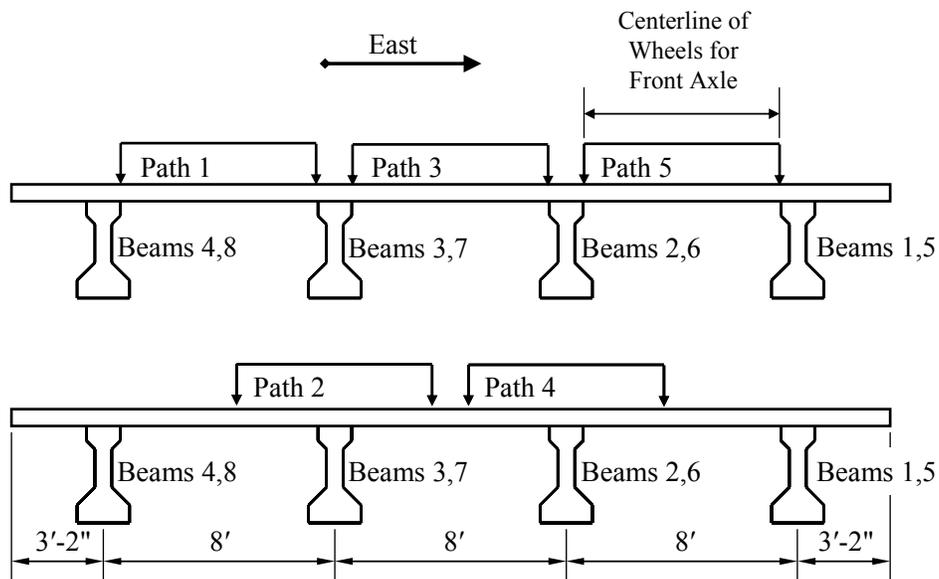 Centerline of
Wheels for
Front Axle
East
Path 1
Path 3
Path 5
Beams 4,8
Beams 3,7
Beams 2,6
Beams 1,5
Path 2
Path 4
Beams 4,8
Beams 3,7
Beams 2,6
Beams 1,5
3′-2"
8′
8′
8′
3′-2"